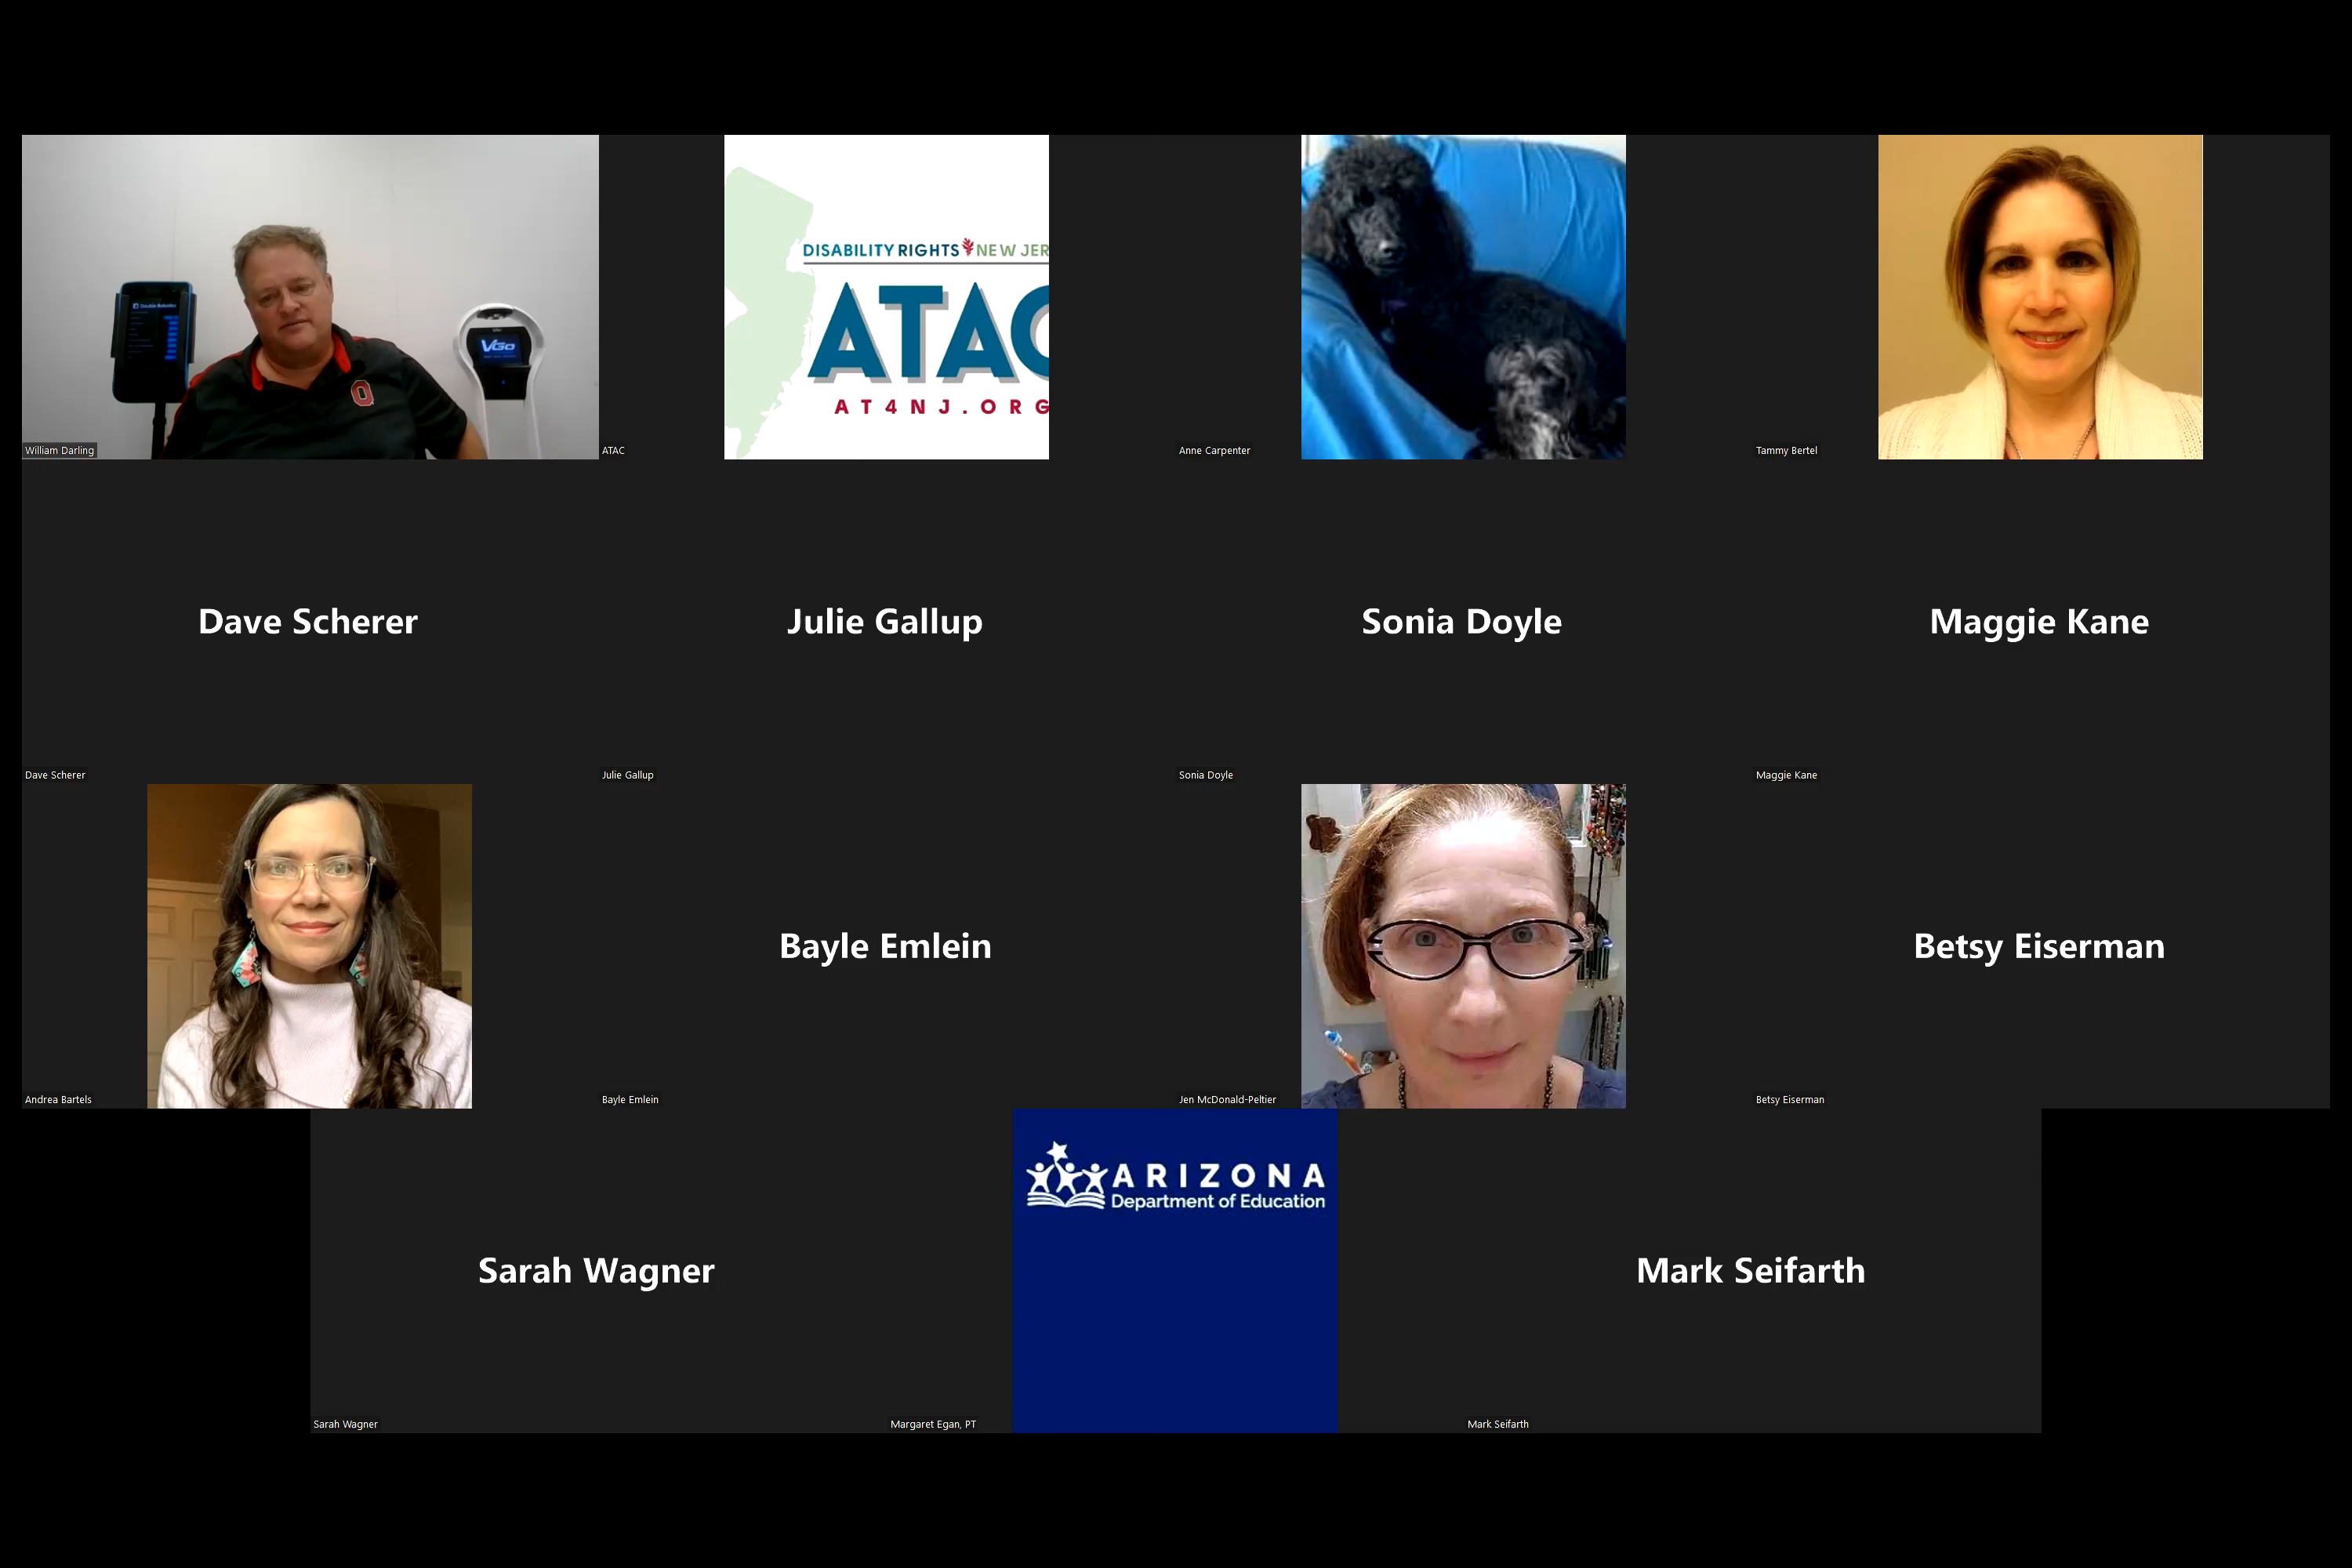 Double Robotics
VGo
O
William Darling
DISABILITY RIGHTS NEW JER
ATAC
AT4NJ.ORG
ATAC
Anne Carpenter
Tammy Bertel
Dave Scherer
Dave Scherer
Julie Gallup
Julie Gallup
Sonia Doyle
Sonia Doyle
Maggie Kane
Maggie Kane
Andrea Bartels
Bayle Emlein
Bayle Emlein
Jen McDonald-Peltier
Betsy Eiserman
Betsy Eiserman
Sarah Wagner
Sarah Wagner
ARIZONA
Department of Education
Margaret Egan, PT
Mark Seifarth
Mark Seifarth